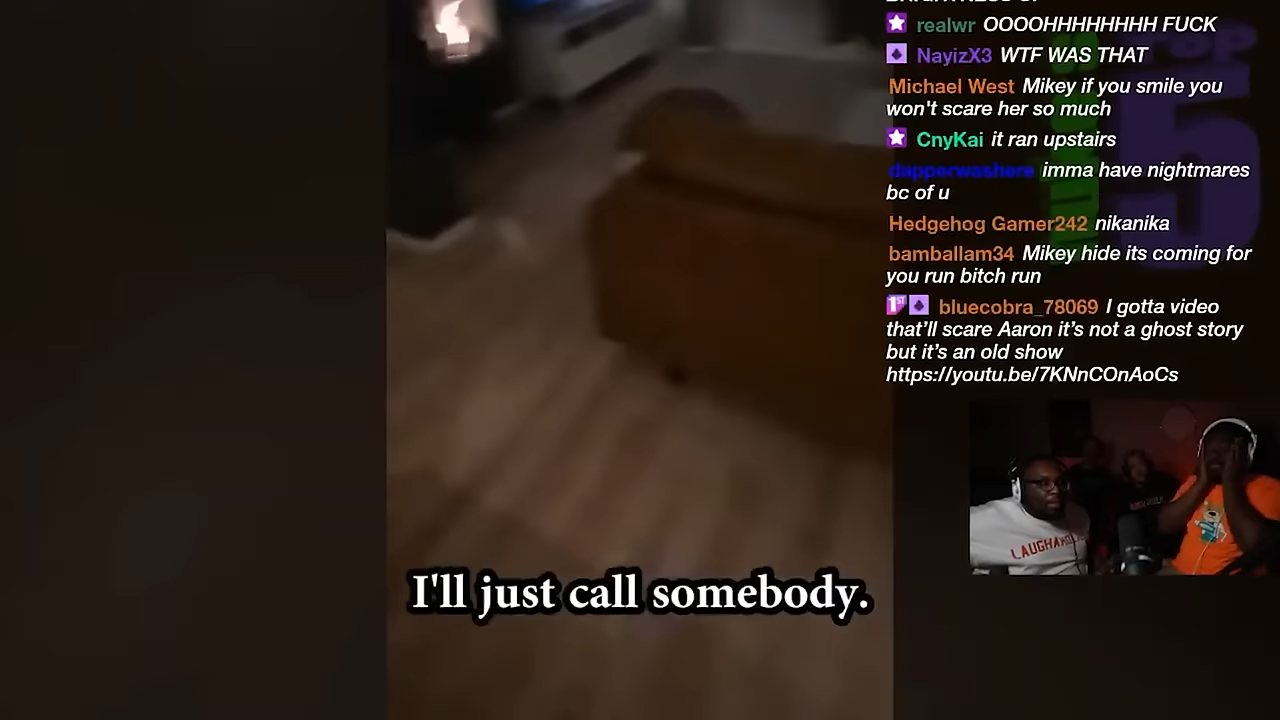 realwr OOOOHHHHHHHH FUCK
NayizX3 WTF WAS THAT
Michael West Mikey if you smile you
won't scare her so much
CnyKai it ran upstairs
dapperwashere imma have nightmares
bc of u
Hedgehog Gamer242 nikanika
bamballam34 Mikey hide its coming for
you run bitch run
1ST bluecobra_78069 I gotta video
that'll scare Aaron it's not a ghost story
but it's an old show
https://youtu.be/7KNnCOnAoCs
I'll just call somebody.